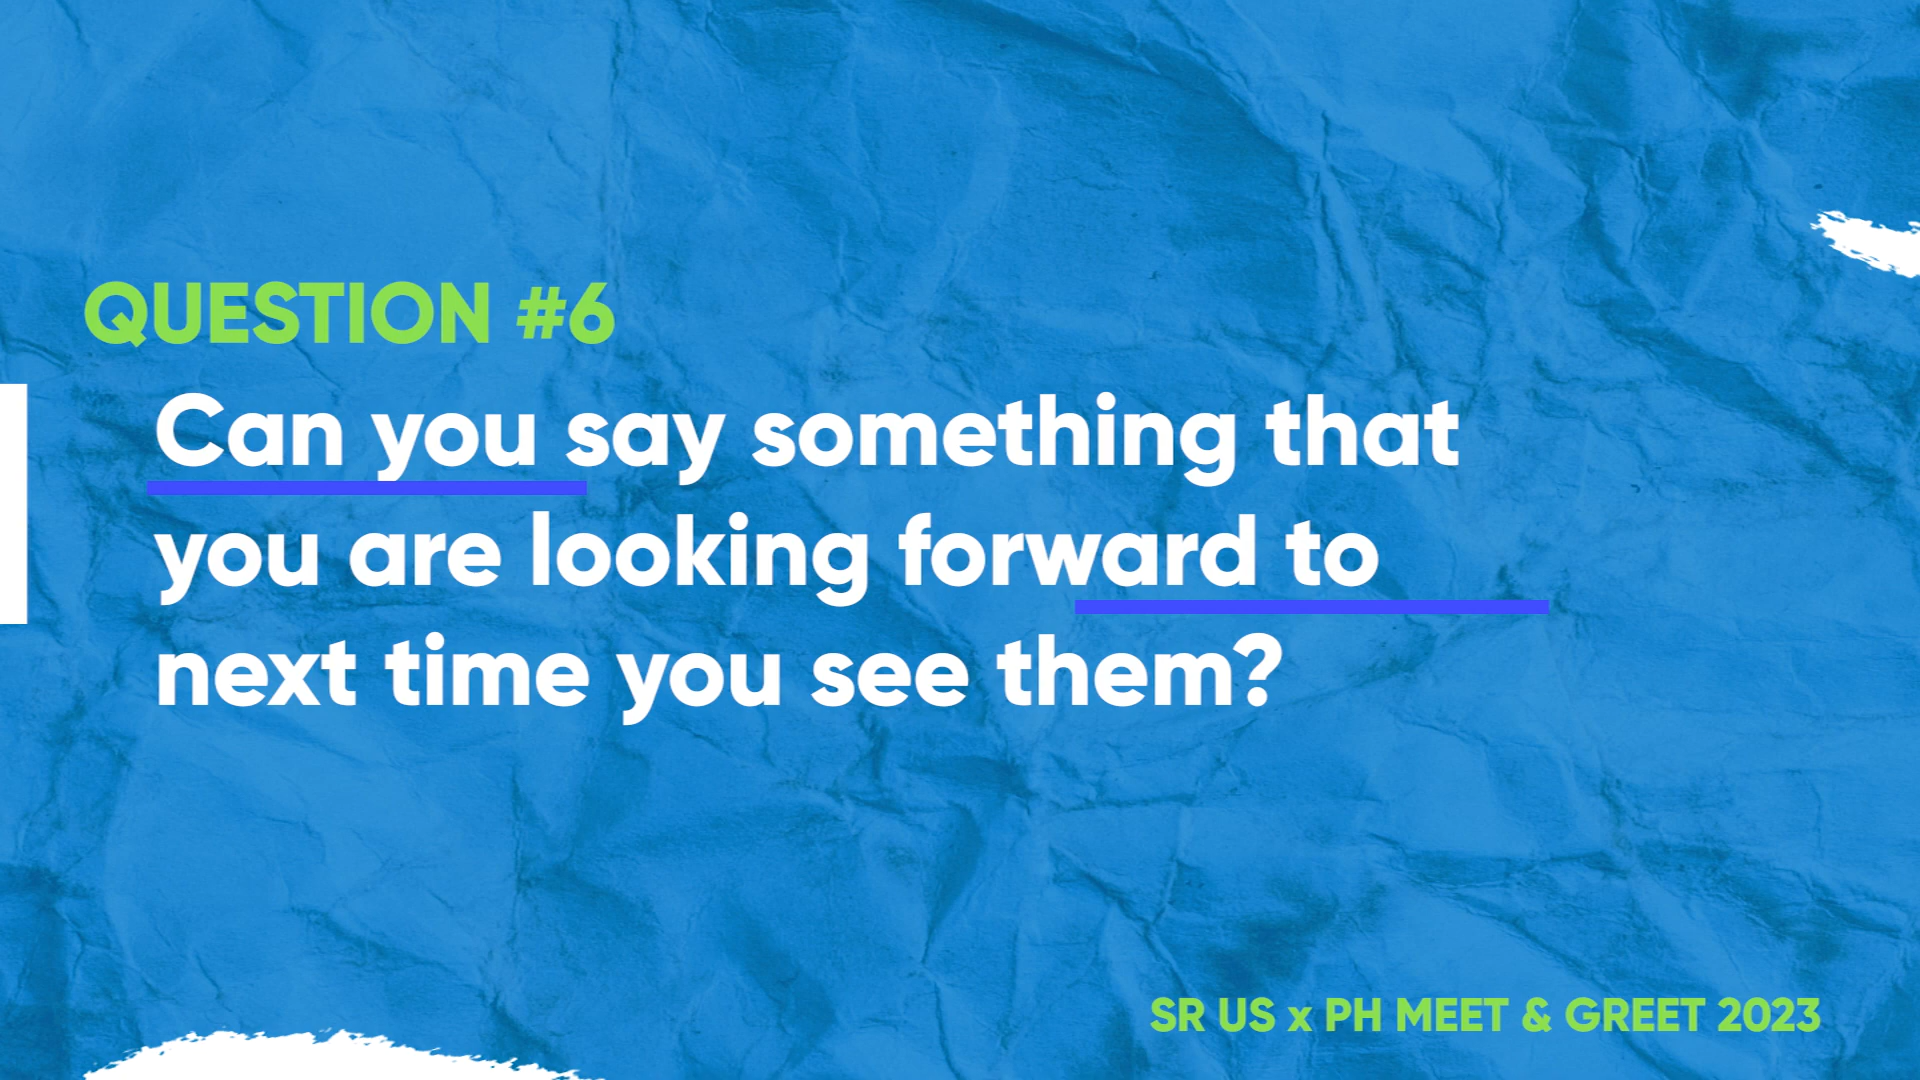 QUESTION #6
Can you say something that
you are looking forward to
next time you see them?
SR US x PH MEET & GREET 2023